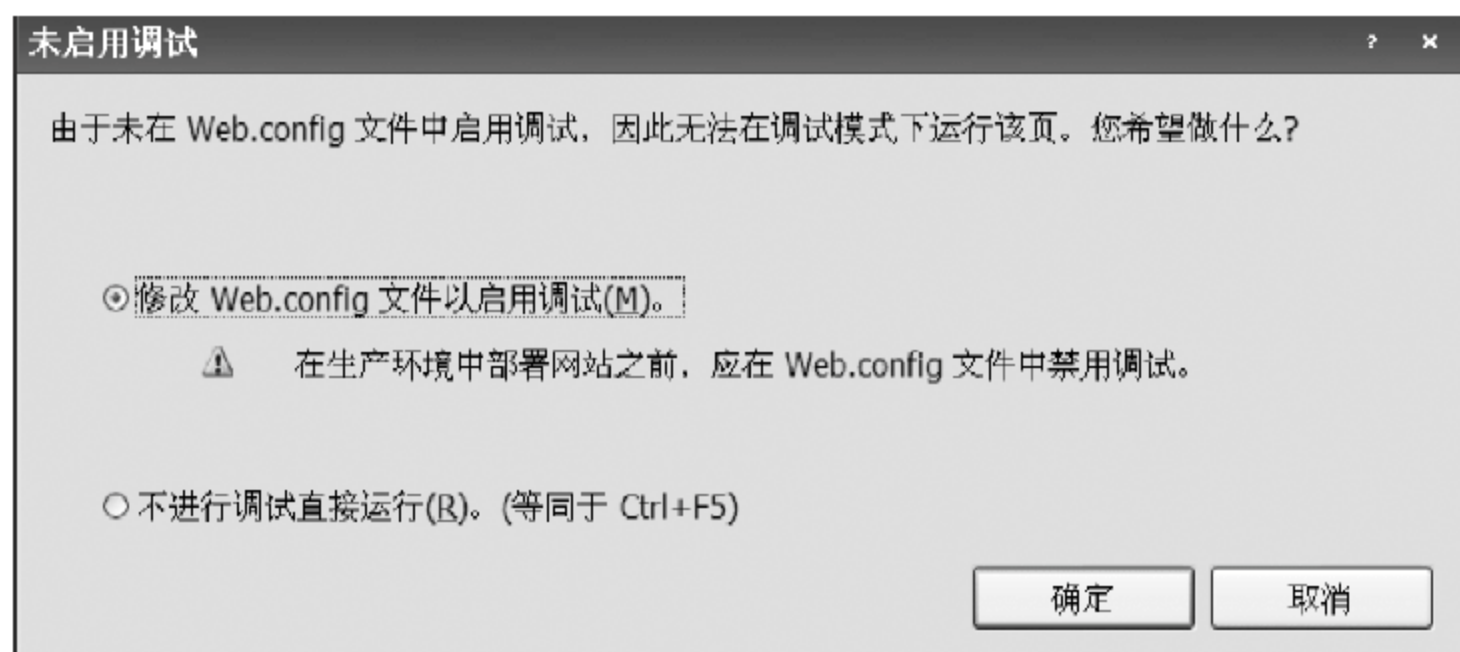 未启用调试
由于未在 Web.config 文件中启用调试，因此无法在调试模式下运行该页。您希望做什么?
修改 Web.config 文件以启用调试(M)。
在生产环境中部署网站之前，应在 Web.config 文件中禁用调试。
不进行调试直接运行(R)。(等同于 Ctrl+F5)
确定 取消